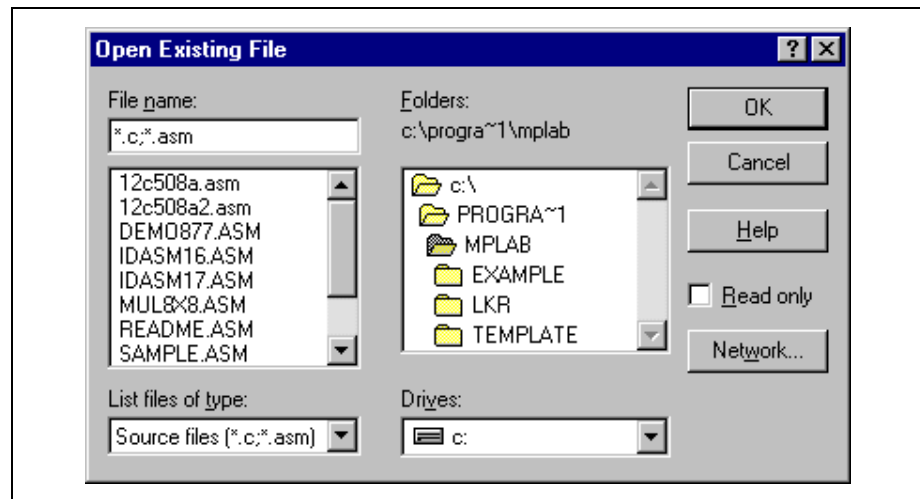 Open Existing File
File name:
*.c;*.asm
12c508a.asm
12c508a2.asm
DEMO877.ASM
IDASM16.ASM
IDASM17.ASM
MUL8X8.ASM
README.ASM
SAMPLE.ASM
List files of type:
Source files (*.c;*.asm)
Folders:
c:\progra~1\mplab
c:\
PROGRA~1
MPLAB
EXAMPLE
LKR
TEMPLATE
Drives:
c:
OK
Cancel
Help
Read only
Network...